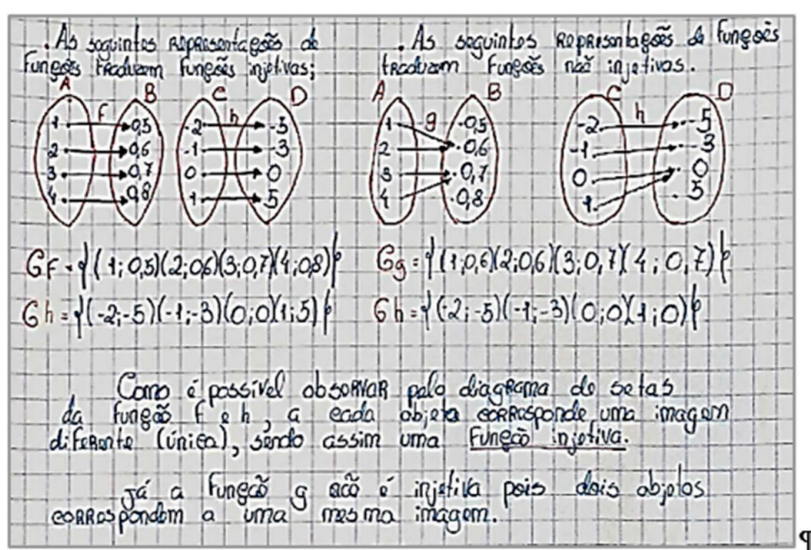 . As seguintes representações de
funções traduzem funções injetivas;
A f B C h D
1 0,5 -2 -5
2 0,6 -1 -3
3 0,7 0 0
4 0,8 1 5
Gf = {(1; 0,5)(2; 0,6)(3; 0,7)(4; 0,8)}
Gh = {(-2;-5)(-1;-3)(0;0)(1;5)}
. As seguintes representações de funções
traduzem funções não injetivas.
A g B C h D
1 0,5 -2 -5
2 0,6 -1 -3
3 0,7 0 0
4 0,8 1 5
Gg = {(1;0,6)(2;0,6)(3;0,7)(4;0,7)}
Gh = {(-2;-5)(-1;-3)(0;0)(1;0)}
Como é possível observar pelo diagrama de setas
da função f e h, a cada objeto corresponde uma imagem
diferente (única), sendo assim uma função injetiva.
Já a função g não é injetiva pois dois objetos
correspondem a uma mesma imagem.
¶